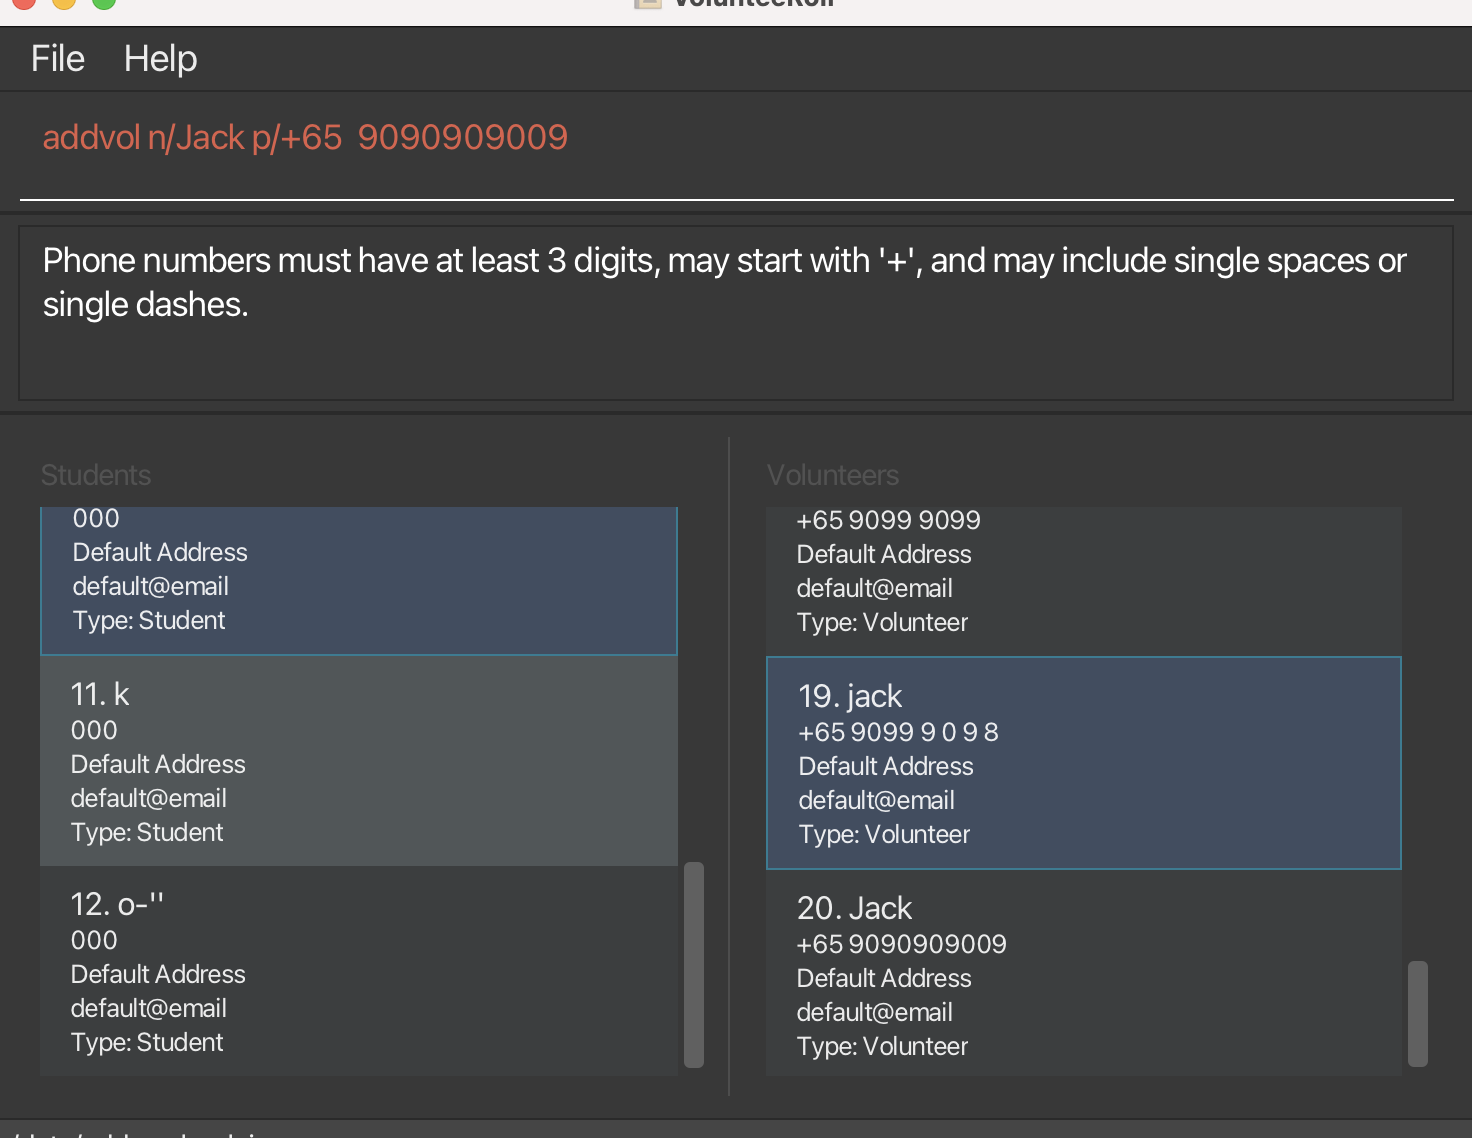 VolunteeRoll
File Help
addvol n/Jack p/+65  9090909009
Phone numbers must have at least 3 digits, may start with '+', and may include single spaces or
single dashes.
Students
000
Default Address
default@email
Type: Student
11. k
000
Default Address
default@email
Type: Student
12. o-''
000
Default Address
default@email
Type: Student
Volunteers
+65 9099 9099
Default Address
default@email
Type: Volunteer
19. jack
+65 9099 9 0 9 8
Default Address
default@email
Type: Volunteer
20. Jack
+65 9090909009
Default Address
default@email
Type: Volunteer